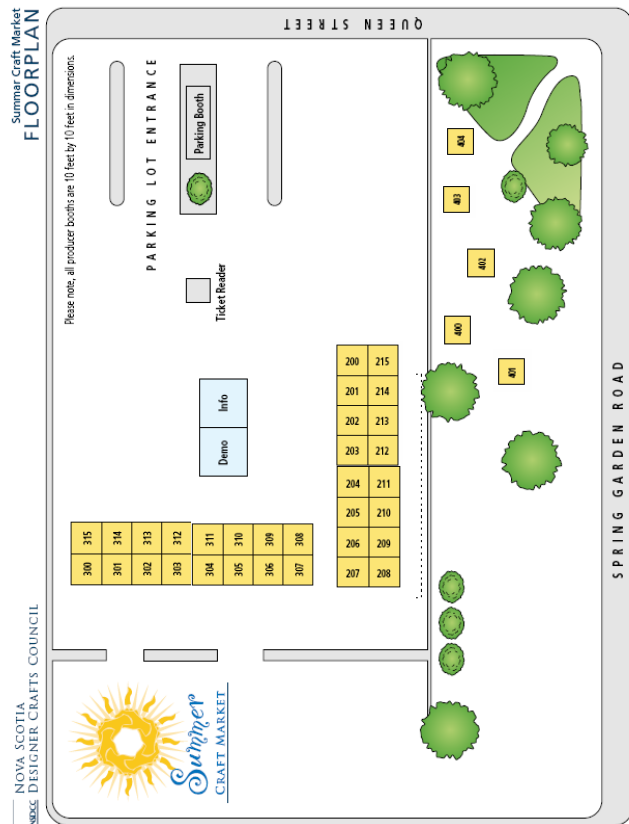 NSDCC
NOVA SCOTIA
DESIGNER CRAFTS COUNCIL
Summar Craft Market
FLOORPLAN
Please note, all producer booths are 10 feet by 10 feet in dimensions.
QUEEN STREET
PARKING LOT ENTRANCE
Parking Booth
Ticket Reader
Demo Info
300 315
301 314
302 313
303 312
304 311
305 310
306 309
307 308
200 215
201 214
202 213
203 212
204 211
205 210
206 209
207 208
404
403
402
400
401
SPRING GARDEN ROAD
Summer
CRAFT MARKET